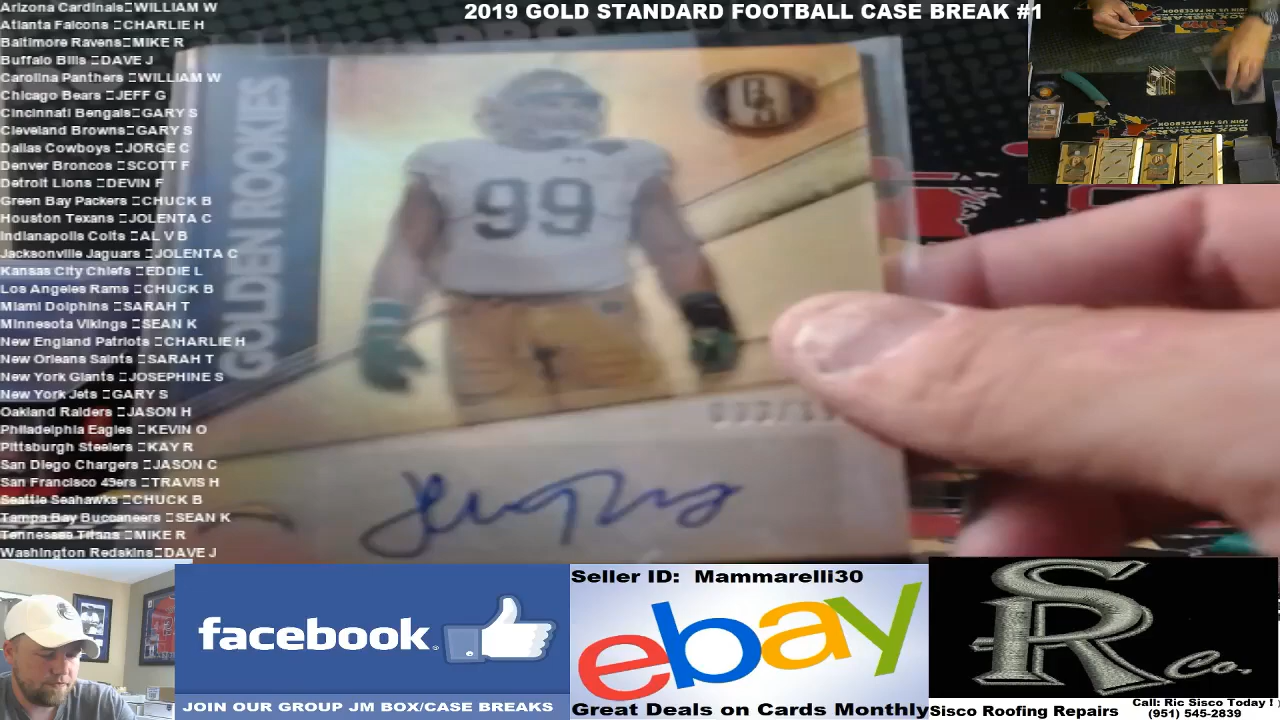 2019 GOLD STANDARD FOOTBALL CASE BREAK #1
Arizona Cardinals WILLIAM W
Atlanta Falcons CHARLIE H
Baltimore Ravens MIKE R
Buffalo Bills DAVE J
Carolina Panthers WILLIAM W
Chicago Bears JEFF G
Cincinnati Bengals GARY S
Cleveland Browns GARY S
Dallas Cowboys JORGE C
Denver Broncos SCOTT F
Detroit Lions DEVIN F
Green Bay Packers CHUCK B
Houston Texans JOLENTA C
Indianapolis Colts AL V B
Jacksonville Jaguars JOLENTA C
Kansas City Chiefs EDDIE L
Los Angeles Rams CHUCK B
Miami Dolphins SARAH T
Minnesota Vikings SEAN K
New England Patriots CHARLIE H
New Orleans Saints SARAH T
New York Giants JOSEPHINE S
New York Jets GARY S
Oakland Raiders JASON H
Philadelphia Eagles KEVIN O
Pittsburgh Steelers KAY R
San Diego Chargers JASON C
San Francisco 49ers TRAVIS H
Seattle Seahawks CHUCK B
Tampa Bay Buccaneers SEAN K
Tennessee Titans MIKE R
Washington Redskins DAVE J
GOLDEN ROOKIES
GS
99
facebook
JOIN OUR GROUP JM BOX/CASE BREAKS
Seller ID: Mammarelli30
ebay
Great Deals on Cards Monthly
SR Co.
Sisco Roofing Repairs
Call: Ric Sisco Today !
(951) 545-2839